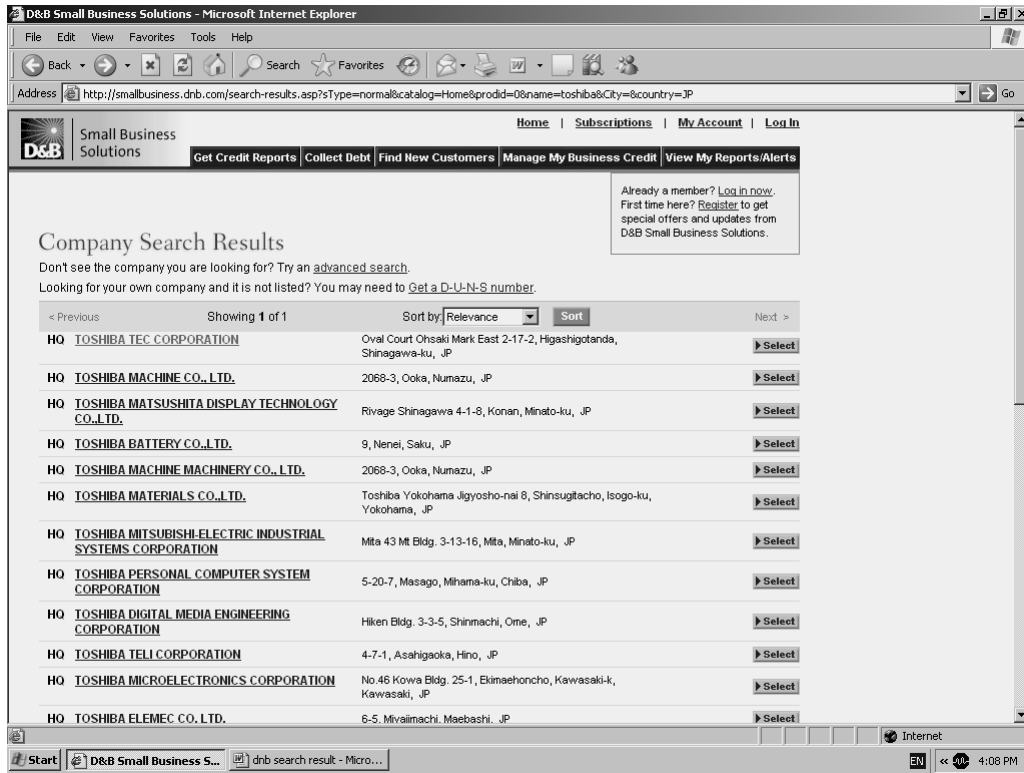 D&B Small Business Solutions - Microsoft Internet Explorer
File Edit View Favorites Tools Help
Back Search Favorites
Address http://smallbusiness.dnb.com/search-results.asp?sType=normal&catalog=Home&prodid=0&name=toshiba&City=&country=JP Go
Home | Subscriptions | My Account | Log In
D&B Small Business Solutions
Get Credit Reports Collect Debt Find New Customers Manage My Business Credit View My Reports/Alerts
Already a member? Log in now.
First time here? Register to get
special offers and updates from
D&B Small Business Solutions.
Company Search Results
Don't see the company you are looking for? Try an advanced search.
Looking for your own company and it is not listed? You may need to Get a D-U-N-S number.
< Previous Showing 1 of 1 Sort by: Relevance Sort Next >
HQ TOSHIBA TEC CORPORATION Oval Court Ohsaki Mark East 2-17-2, Higashigotanda,
Shinagawa-ku, JP Select
HQ TOSHIBA MACHINE CO., LTD. 2068-3, Ooka, Numazu, JP Select
HQ TOSHIBA MATSUSHITA DISPLAY TECHNOLOGY
CO.,LTD. Rivage Shinagawa 4-1-8, Konan, Minato-ku, JP Select
HQ TOSHIBA BATTERY CO.,LTD. 9, Nenei, Saku, JP Select
HQ TOSHIBA MACHINE MACHINERY CO., LTD. 2068-3, Ooka, Numazu, JP Select
HQ TOSHIBA MATERIALS CO.,LTD. Toshiba Yokohama Jigyosho-nai 8, Shinsugitacho, Isogo-ku,
Yokohama, JP Select
HQ TOSHIBA MITSUBISHI-ELECTRIC INDUSTRIAL
SYSTEMS CORPORATION Mita 43 Mt Bldg. 3-13-16, Mita, Minato-ku, JP Select
HQ TOSHIBA PERSONAL COMPUTER SYSTEM
CORPORATION 5-20-7, Masago, Mihama-ku, Chiba, JP Select
HQ TOSHIBA DIGITAL MEDIA ENGINEERING
CORPORATION Hiken Bldg. 3-3-5, Shinmachi, Ome, JP Select
HQ TOSHIBA TELI CORPORATION 4-7-1, Asahigaoka, Hino, JP Select
HQ TOSHIBA MICROELECTRONICS CORPORATION No.46 Kowa Bldg. 25-1, Ekimaehoncho, Kawasaki-k,
Kawasaki, JP Select
HQ TOSHIBA ELEMEC CO, LTD. 6-5, Miyajimachi, Maebashi, JP Select
Internet
Start D&B Small Business S... dnb search result - Micro... EN « 4:08 PM